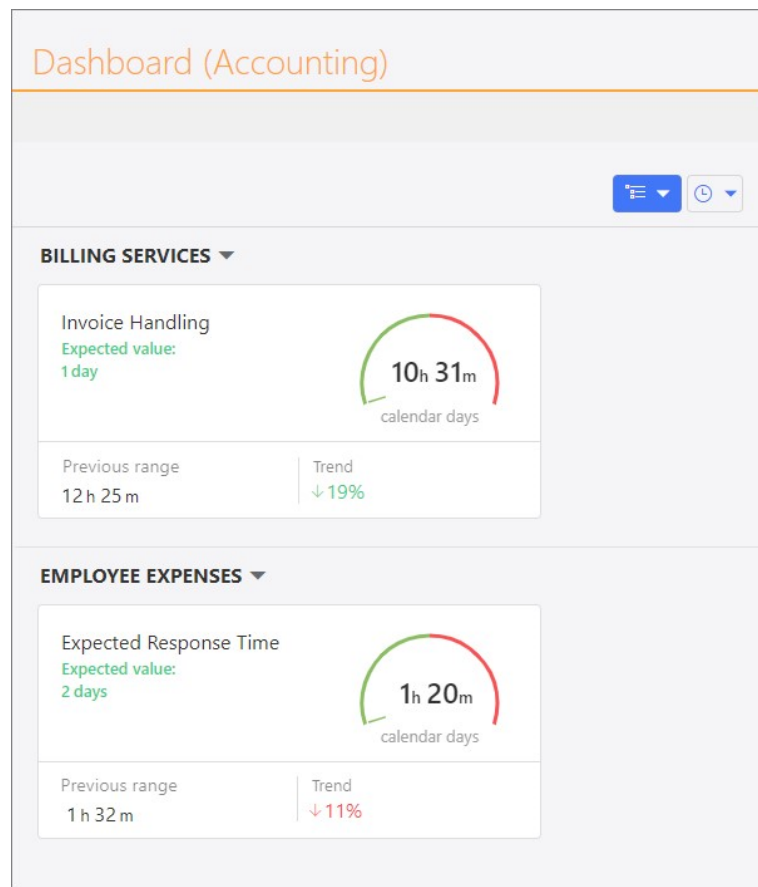 Dashboard (Accounting)
BILLING SERVICES
Invoice Handling
Expected value:
1 day
10h 31m
calendar days
Previous range
12 h 25 m
Trend
↓19%
EMPLOYEE EXPENSES
Expected Response Time
Expected value:
2 days
1h 20m
calendar days
Previous range
1 h 32 m
Trend
↓11%